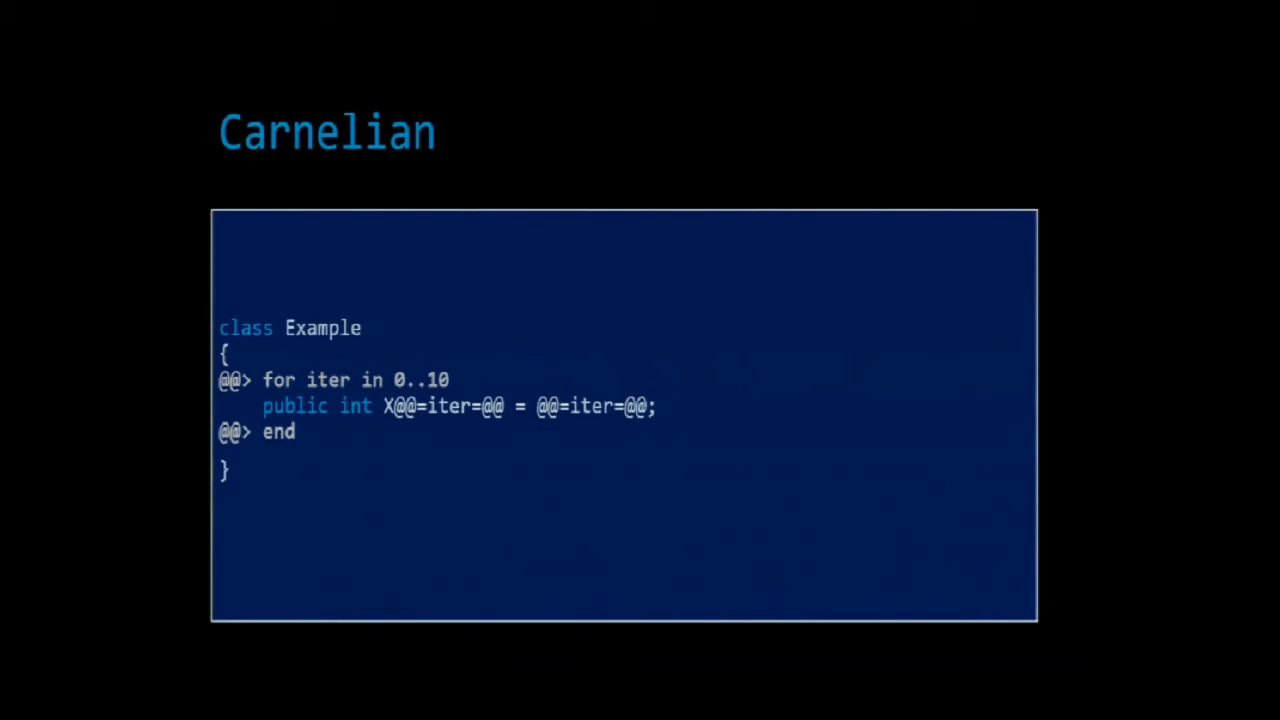 Carnelian
class Example
{
@@> for iter in 0..10
public int X@@=iter=@@ = @@=iter=@@;
@@> end
}